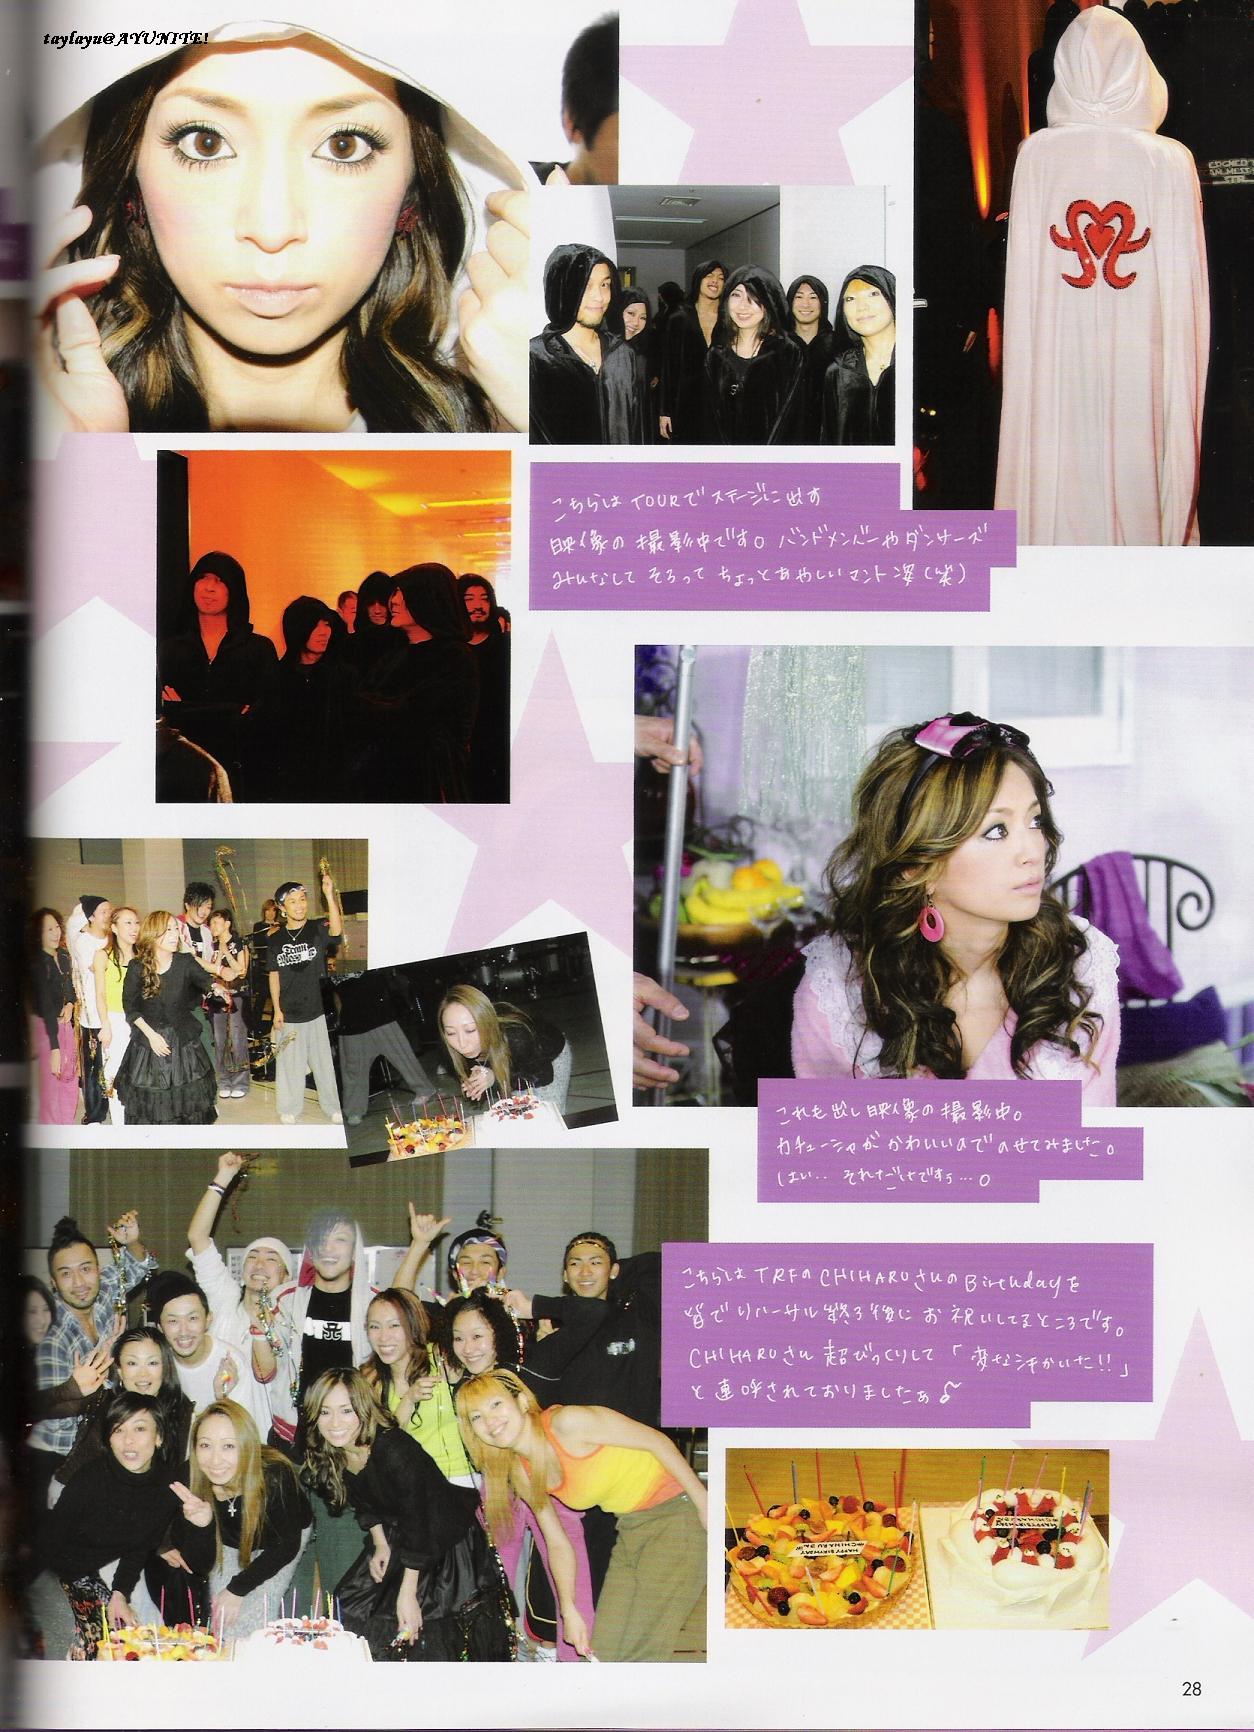 taylayu@AYUNITE!
こちらは TOURで ステージに出す
映像の 撮影中です。 バンドメンバーやダンサーズ
みんなして そろって ちょっとあやしいマント姿(笑)
これも出し映像の撮影中。
カチューシャが かわいいので のせてみました。
はい‥ それだけですぅ…。
こちらは TRFの CHIHARUさんの Birthdayを
皆でリハーサル終了後に お祝いしてるところです。
CHIHARUさん 超びっくりして 「変な汗かいた!!」
と連呼されておりましたぁ♪
HAPPY BIRTHDAY
28